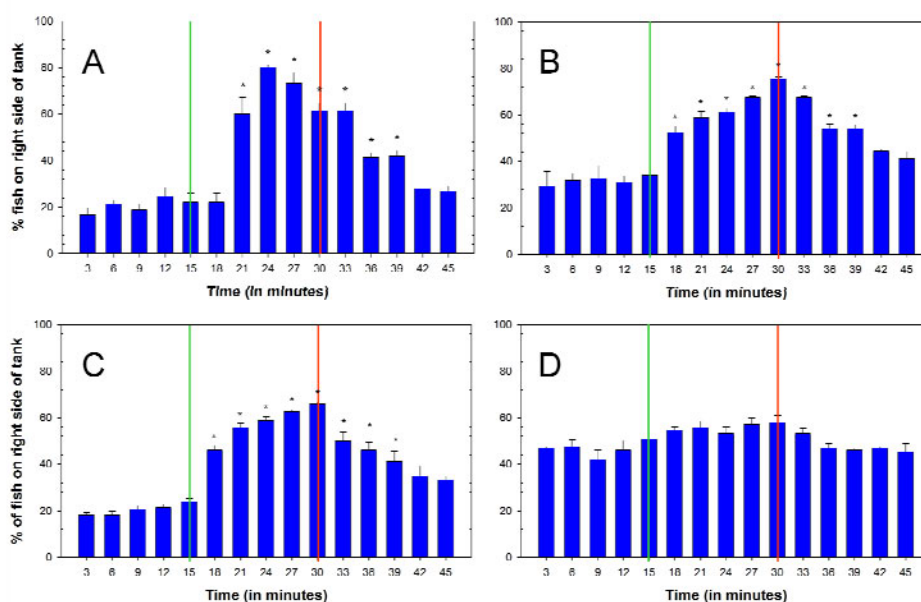 A
% fish on right side of tank
100
80
60
40
20
0
* * * * * * *
3 6 9 12 15 18 21 24 27 30 33 36 39 42 45
Time (in minutes)
B
100
80
60
40
20
0
* * * * * * * *
3 6 9 12 15 18 21 24 27 30 33 36 39 42 45
Time (in minutes)
C
% of fish on right side of tank
100
80
60
40
20
0
* * * * * * * *
3 6 9 12 15 18 21 24 27 30 33 36 39 42 45
Time (in minutes)
D
100
80
60
40
20
0
3 6 9 12 15 18 21 24 27 30 33 36 39 42 45
Time (in minutes)